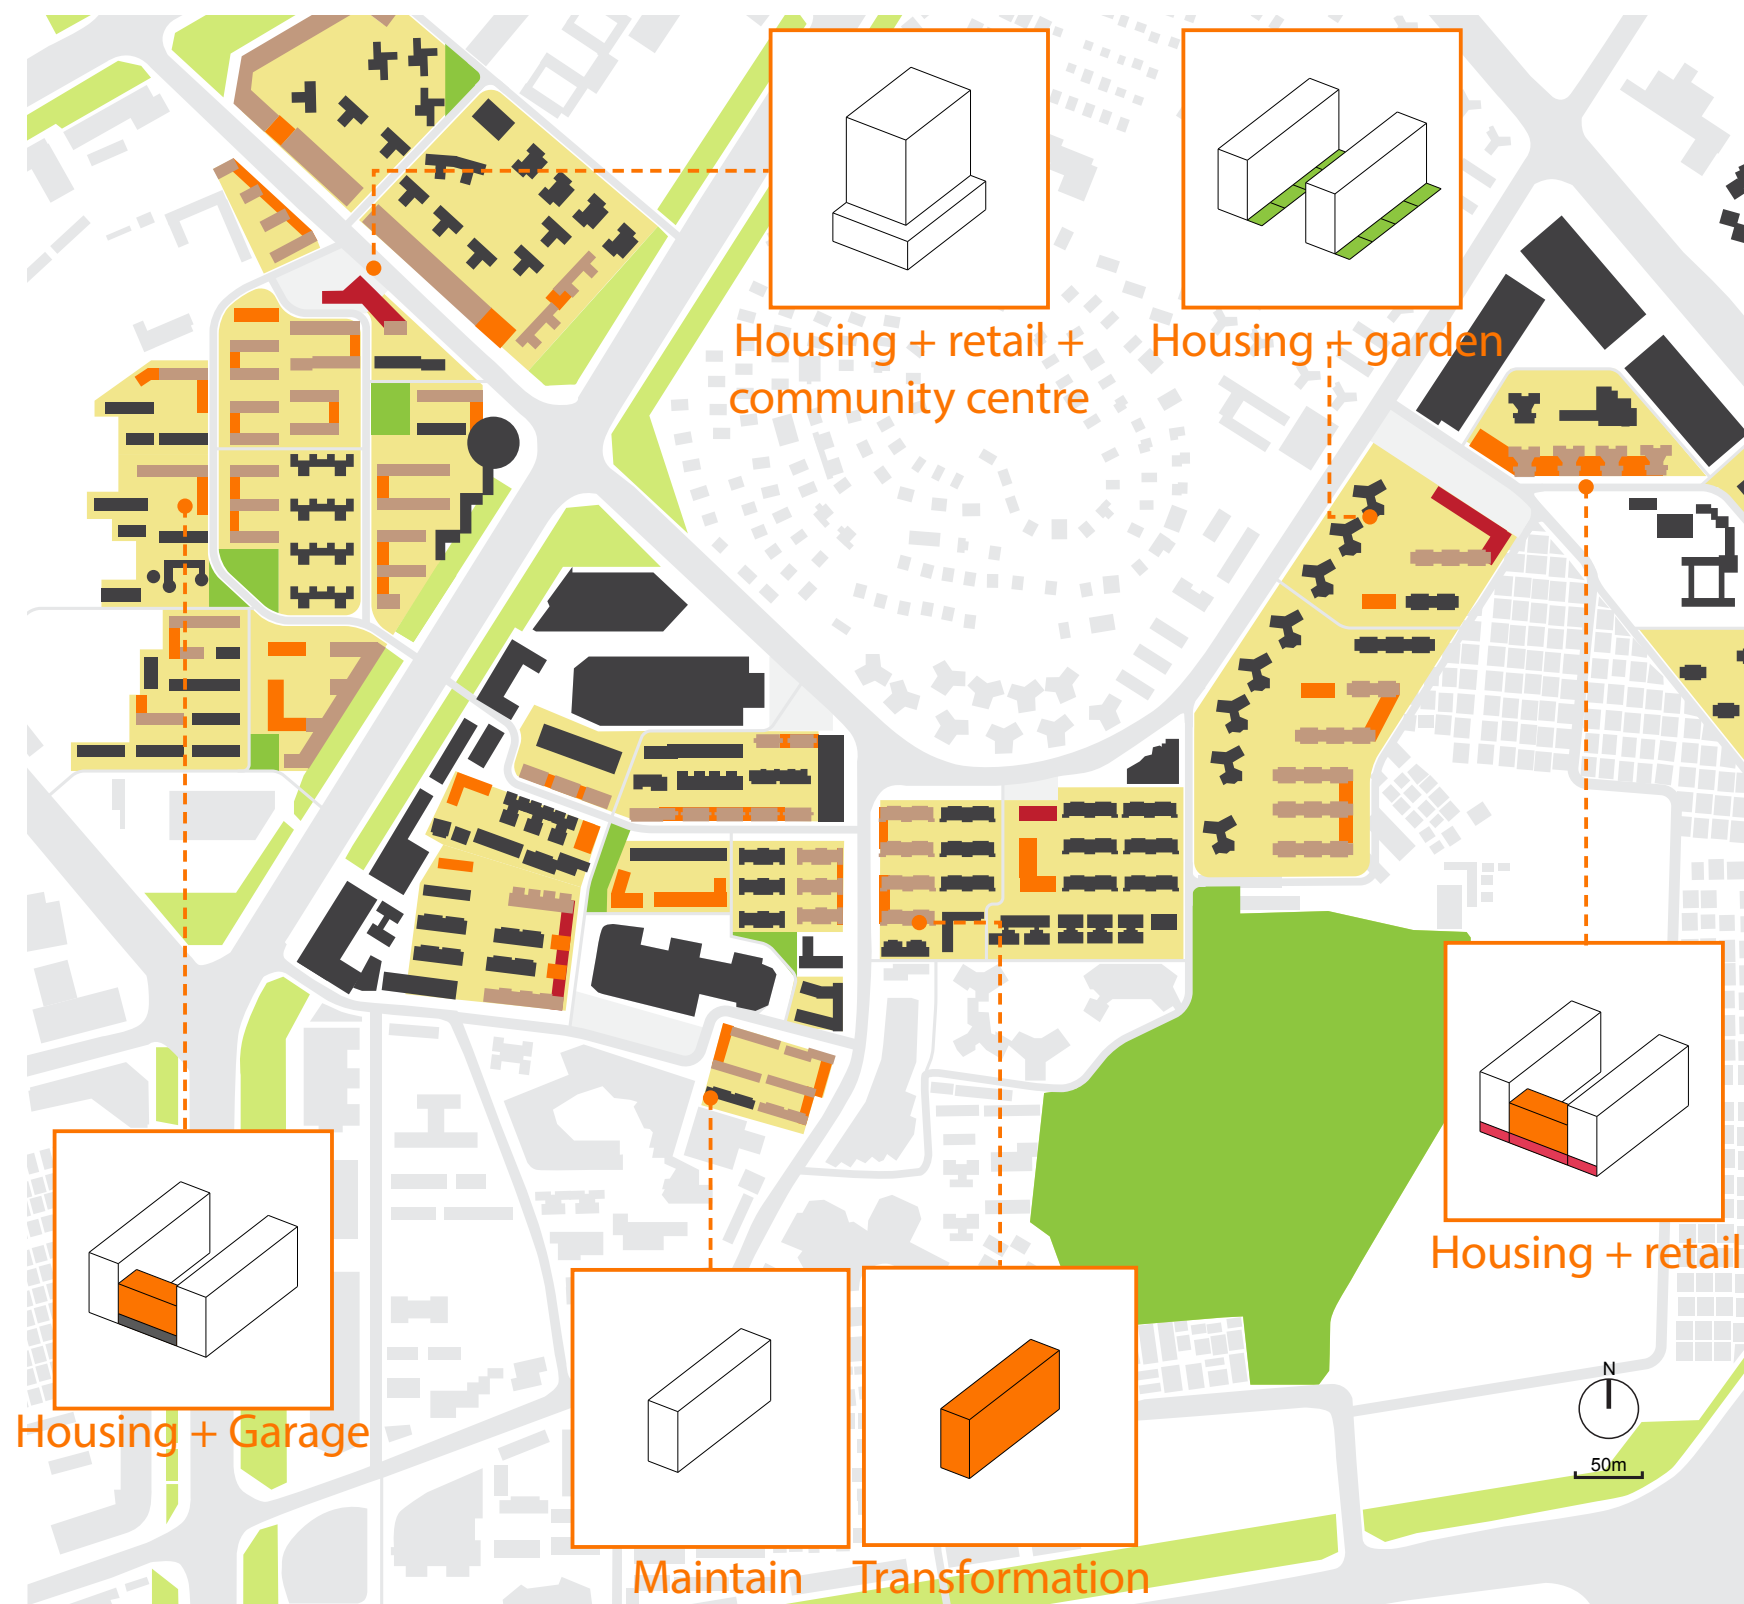 Housing + retail +
community centre
Housing + garden
Housing + retail
N
50m
Housing + Garage
Maintain
Transformation